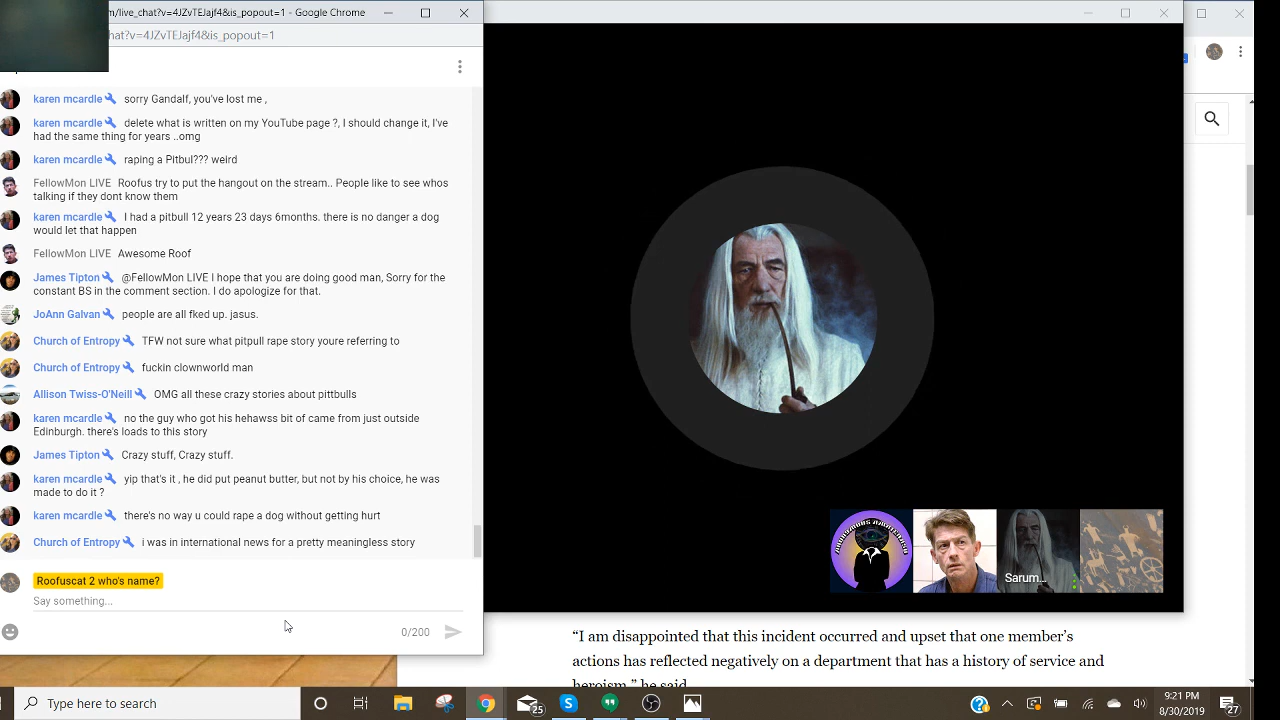 m/live_chat?v=4JZvTEJajf4&is_popout=1 - Google Chrome
hat?v=4JZvTEJajf4&is_popout=1
karen mcardle sorry Gandalf, you've lost me ,
karen mcardle delete what is written on my YouTube page ?, I should change it, I've
had the same thing for years ..omg
karen mcardle raping a Pitbul??? weird
FellowMon LIVE Roofus try to put the hangout on the stream.. People like to see whos
talking if they dont know them
karen mcardle I had a pitbull 12 years 23 days 6months. there is no danger a dog
would let that happen
FellowMon LIVE Awesome Roof
James Tipton @FellowMon LIVE I hope that you are doing good man, Sorry for the
constant BS in the comment section. I do apologize for that.
JoAnn Galvan people are all fked up. jasus.
Church of Entropy TFW not sure what pitpull rape story youre referring to
Church of Entropy fuckin clownworld man
Allison Twiss-O'Neill OMG all these crazy stories about pittbulls
karen mcardle no the guy who got his hehawss bit of came from just outside
Edinburgh. there's loads to this story
James Tipton Crazy stuff, Crazy stuff.
karen mcardle yip that's it , he did put peanut butter, but not by his choice, he was
made to do it ?
karen mcardle there's no way u could rape a dog without getting hurt
Church of Entropy i was in international news for a pretty meaningless story
Roofuscat 2 who's name?
Say something...
0/200
Sarum...
“I am disappointed that this incident occurred and upset that one member’s
actions has reflected negatively on a department that has a history of service and
heroism,” he said
Type here to search
25
9:21 PM
8/30/2019
27